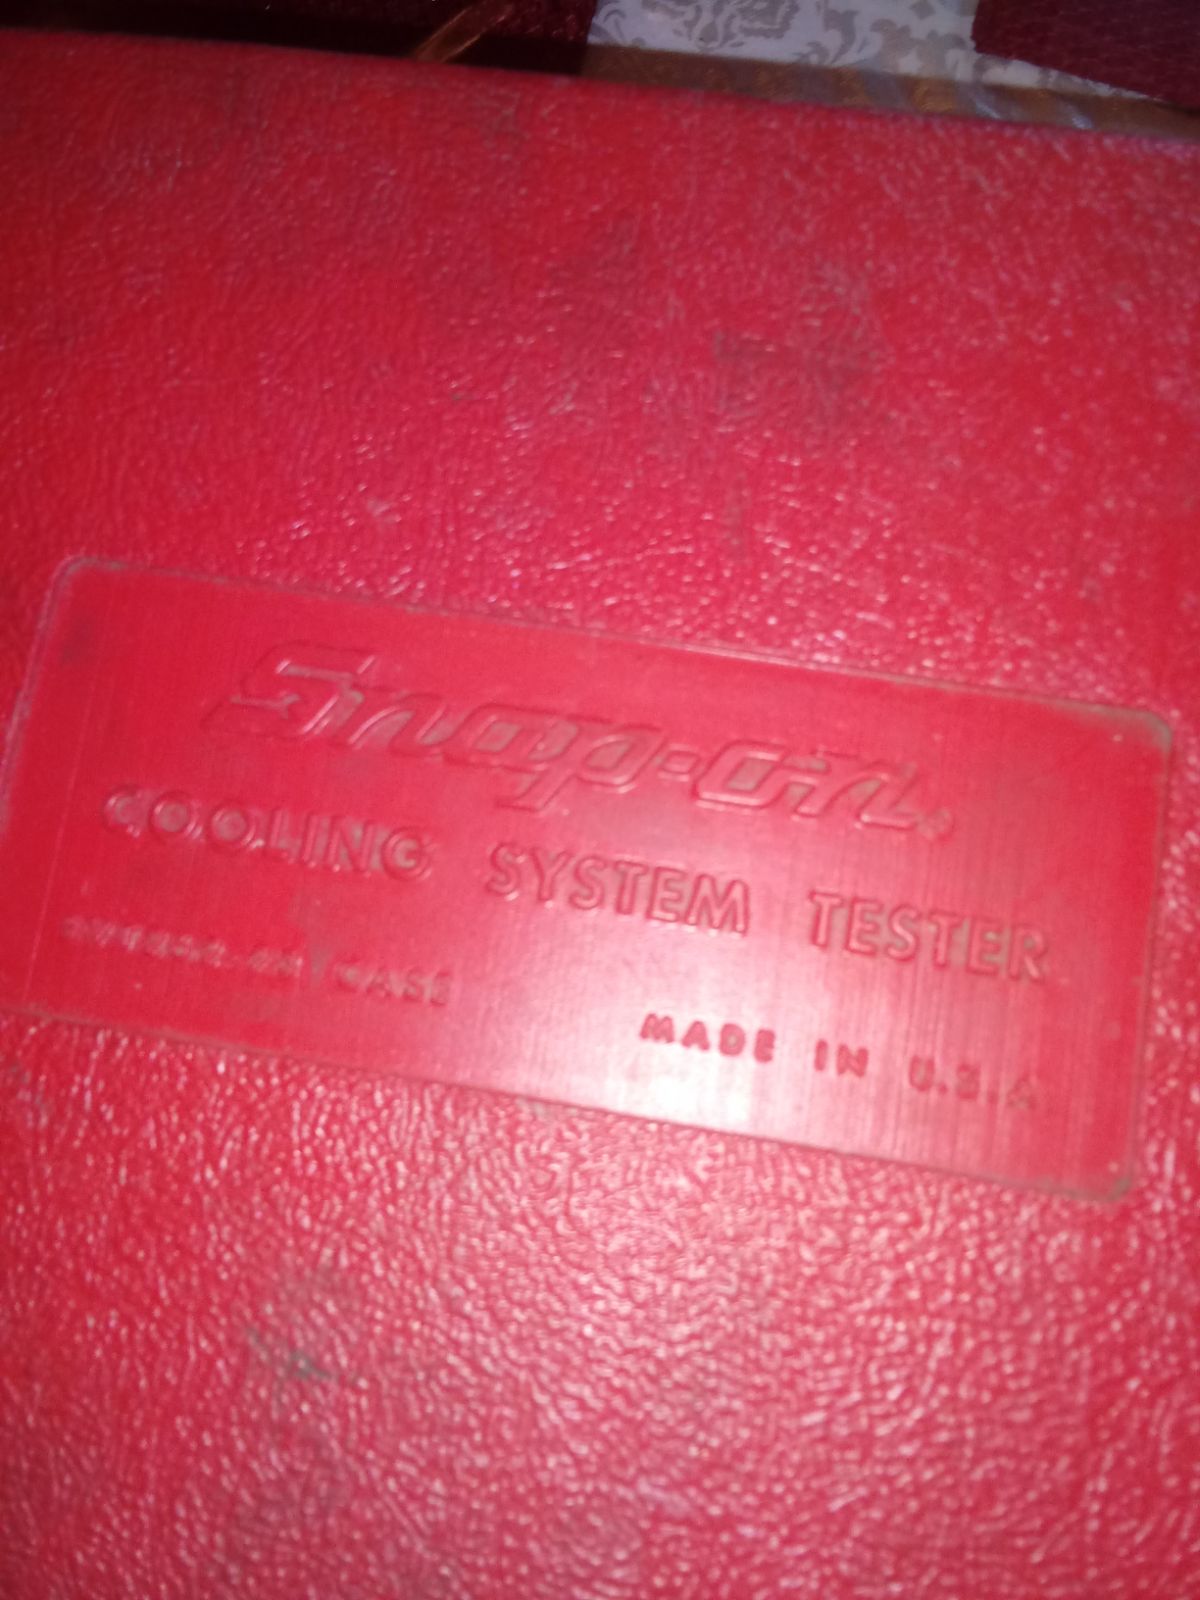 Snap-on®
COOLING SYSTEM TESTER
CASE
MADE IN U.S.A